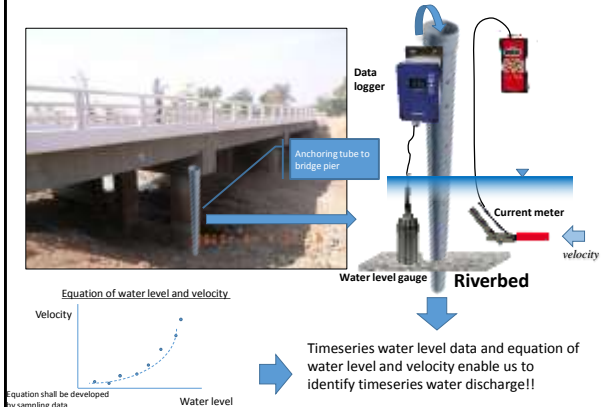 Data
logger
Anchoring tube to
bridge pier
Current meter
velocity
Water level gauge
Riverbed
Equation of water level and velocity
Velocity
Water level
Equation shall be developed
by sampling data
Timeseries water level data and equation of
water level and velocity enable us to
identify timeseries water discharge!!